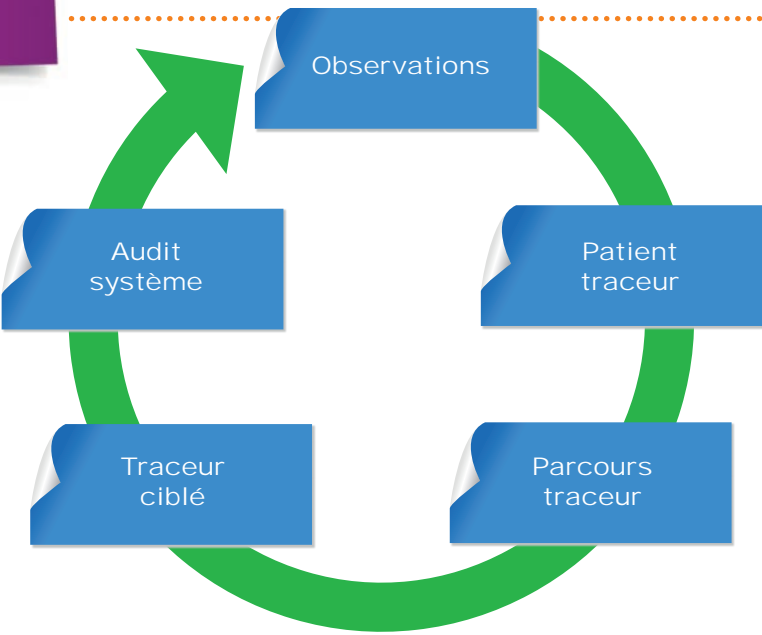 Observations
Patient
traceur
Parcours
traceur
Traceur
ciblé
Audit
système